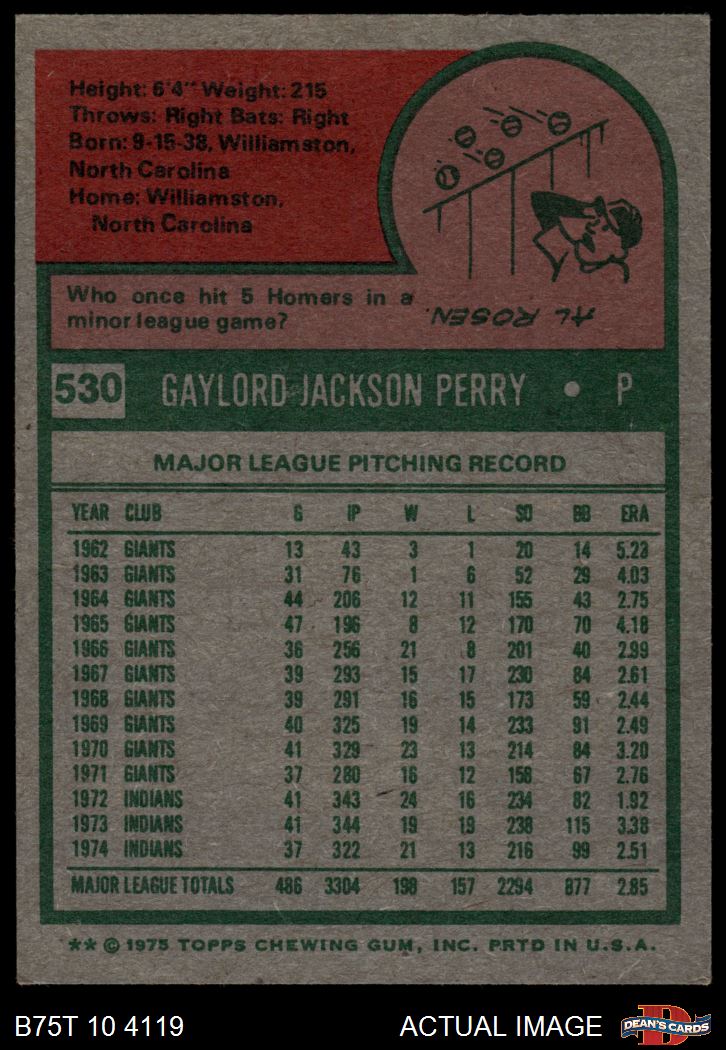 Height: 6'4" Weight: 215
Throws: Right Bats: Right
Born: 9-15-38, Williamston,
North Carolina
Home: Williamston,
North Carolina
Who once hit 5 Homers in a
minor league game?
AL ROSEN.
530 GAYLORD JACKSON PERRY • P
MAJOR LEAGUE PITCHING RECORD
YEAR CLUB G IP W L SO BB ERA
1962 GIANTS 13 43 3 1 20 14 5.23
1963 GIANTS 31 76 1 6 52 29 4.03
1964 GIANTS 44 206 12 11 155 43 2.75
1965 GIANTS 47 196 8 12 170 70 4.18
1966 GIANTS 36 256 21 8 201 40 2.99
1967 GIANTS 39 293 15 17 230 84 2.61
1968 GIANTS 39 291 16 15 173 59 2.44
1969 GIANTS 40 325 19 14 233 91 2.49
1970 GIANTS 41 329 23 13 214 84 3.20
1971 GIANTS 37 280 16 12 158 67 2.76
1972 INDIANS 41 343 24 16 234 82 1.92
1973 INDIANS 41 344 19 19 238 115 3.38
1974 INDIANS 37 322 21 13 216 99 2.51
MAJOR LEAGUE TOTALS 486 3304 198 157 2294 877 2.85
** © 1975 TOPPS CHEWING GUM, INC. PRTD IN U.S.A.
B75T 10 4119 ACTUAL IMAGE D DEAN'S CARDS